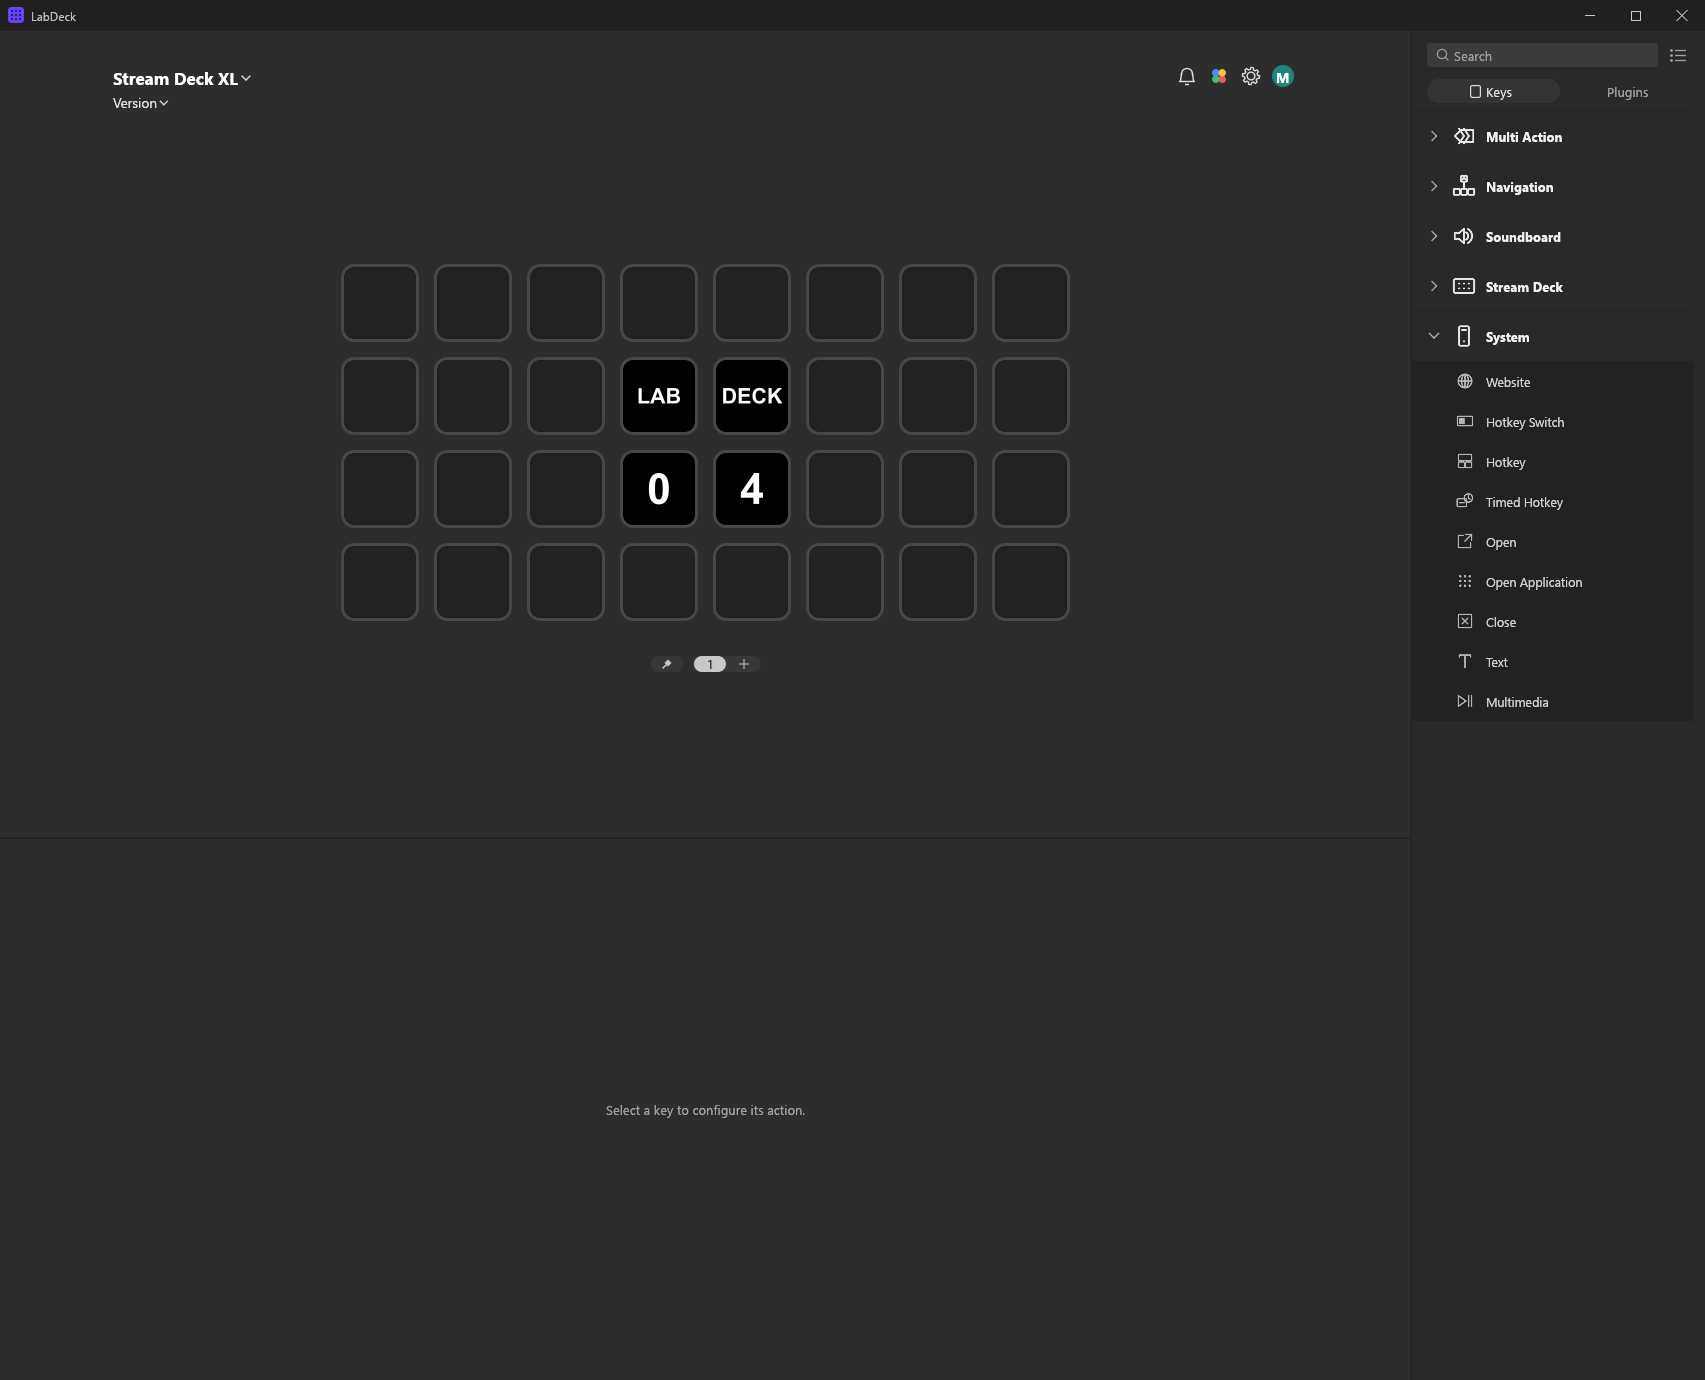 LabDeck
Stream Deck XL
Version
M
LAB DECK
0 4
1
Select a key to configure its action.
Search
Keys Plugins
Multi Action
Navigation
Soundboard
Stream Deck
System
Website
Hotkey Switch
Hotkey
Timed Hotkey
Open
Open Application
Close
Text
Multimedia